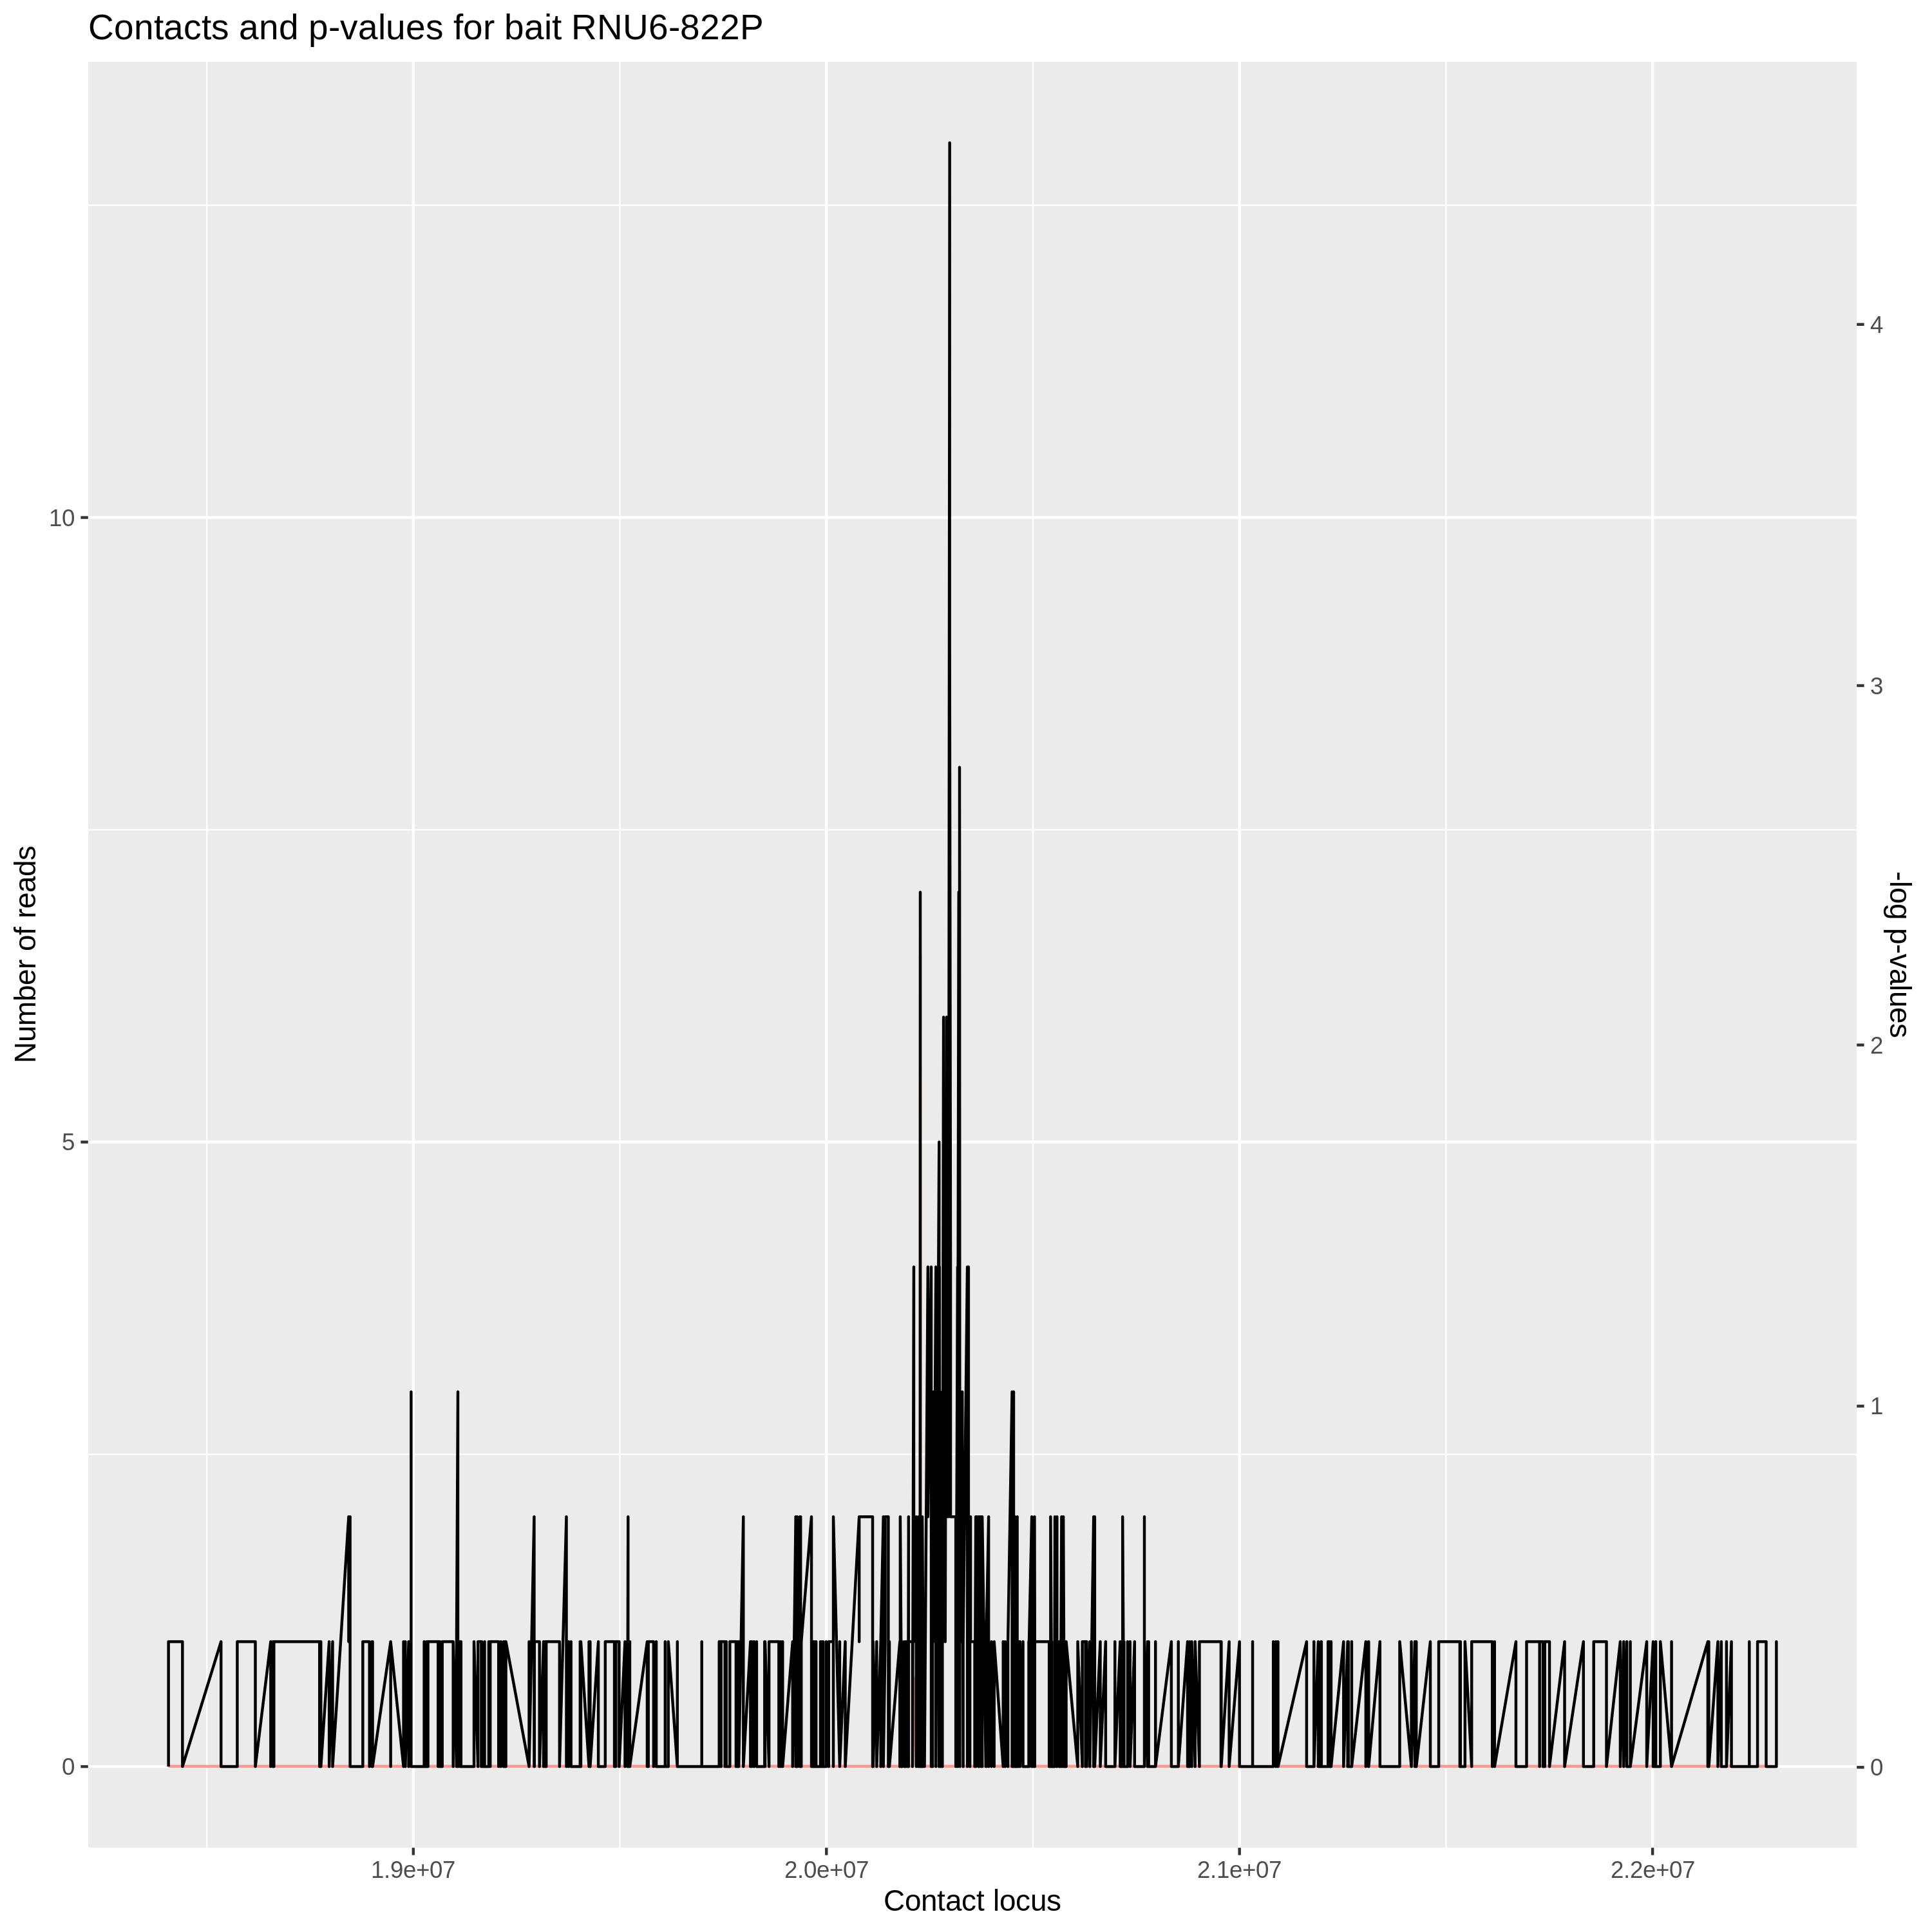 Contacts and p-values for bait RNU6-822P
Number of reads
10
5
0
4
3
2
1
0
-log p-values
1.9e+07
2.0e+07
2.1e+07
2.2e+07
Contact locus